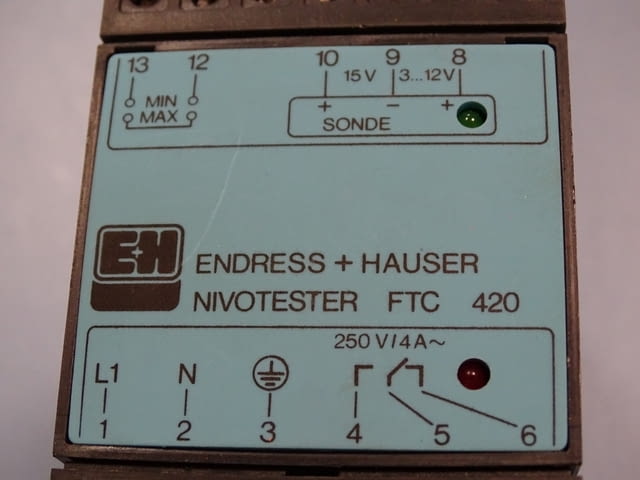 13 12 10 9 8
15 V 3...12V
MIN + − +
MAX SONDE
E+H
ENDRESS + HAUSER
NIVOTESTER FTC 420
250 V/4A~
L1 N
1 2 3 4 5 6